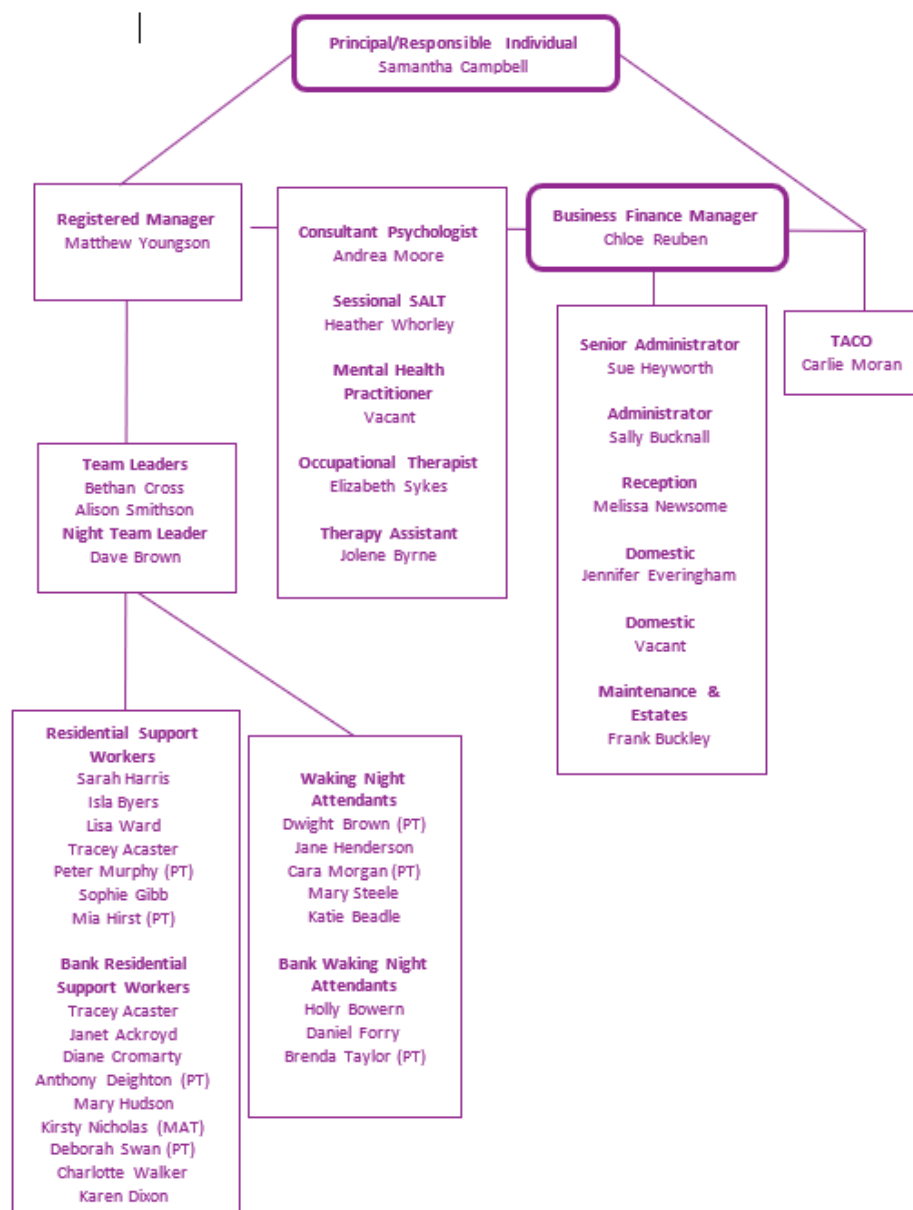 Principal/Responsible Individual
Samantha Campbell
Registered Manager
Matthew Youngson
Consultant Psychologist
Andrea Moore
Sessional SALT
Heather Whorley
Mental Health
Practitioner
Vacant
Occupational Therapist
Elizabeth Sykes
Therapy Assistant
Jolene Byrne
Business Finance Manager
Chloe Reuben
Senior Administrator
Sue Heyworth
Administrator
Sally Bucknall
Reception
Melissa Newsome
Domestic
Jennifer Everingham
Domestic
Vacant
Maintenance &
Estates
Frank Buckley
TACO
Carlie Moran
Team Leaders
Bethan Cross
Alison Smithson
Night Team Leader
Dave Brown
Residential Support
Workers
Sarah Harris
Isla Byers
Lisa Ward
Tracey Acaster
Peter Murphy (PT)
Sophie Gibb
Mia Hirst (PT)
Bank Residential
Support Workers
Tracey Acaster
Janet Ackroyd
Diane Cromarty
Anthony Deighton (PT)
Mary Hudson
Kirsty Nicholas (MAT)
Deborah Swan (PT)
Charlotte Walker
Karen Dixon
Waking Night
Attendants
Dwight Brown (PT)
Jane Henderson
Cara Morgan (PT)
Mary Steele
Katie Beadle
Bank Waking Night
Attendants
Holly Bowern
Daniel Forry
Brenda Taylor (PT)